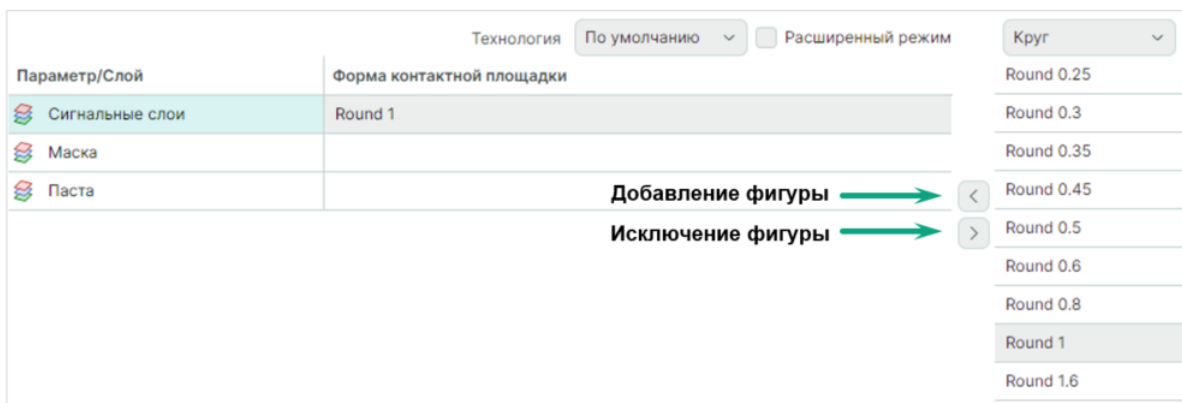 Технология По умолчанию Расширенный режим Круг
Параметр/Слой Форма контактной площадки Round 0.25
Сигнальные слои Round 1 Round 0.3
Маска Round 0.35
Паста Добавление фигуры Round 0.45
Исключение фигуры Round 0.5
Round 0.6
Round 0.8
Round 1
Round 1.6